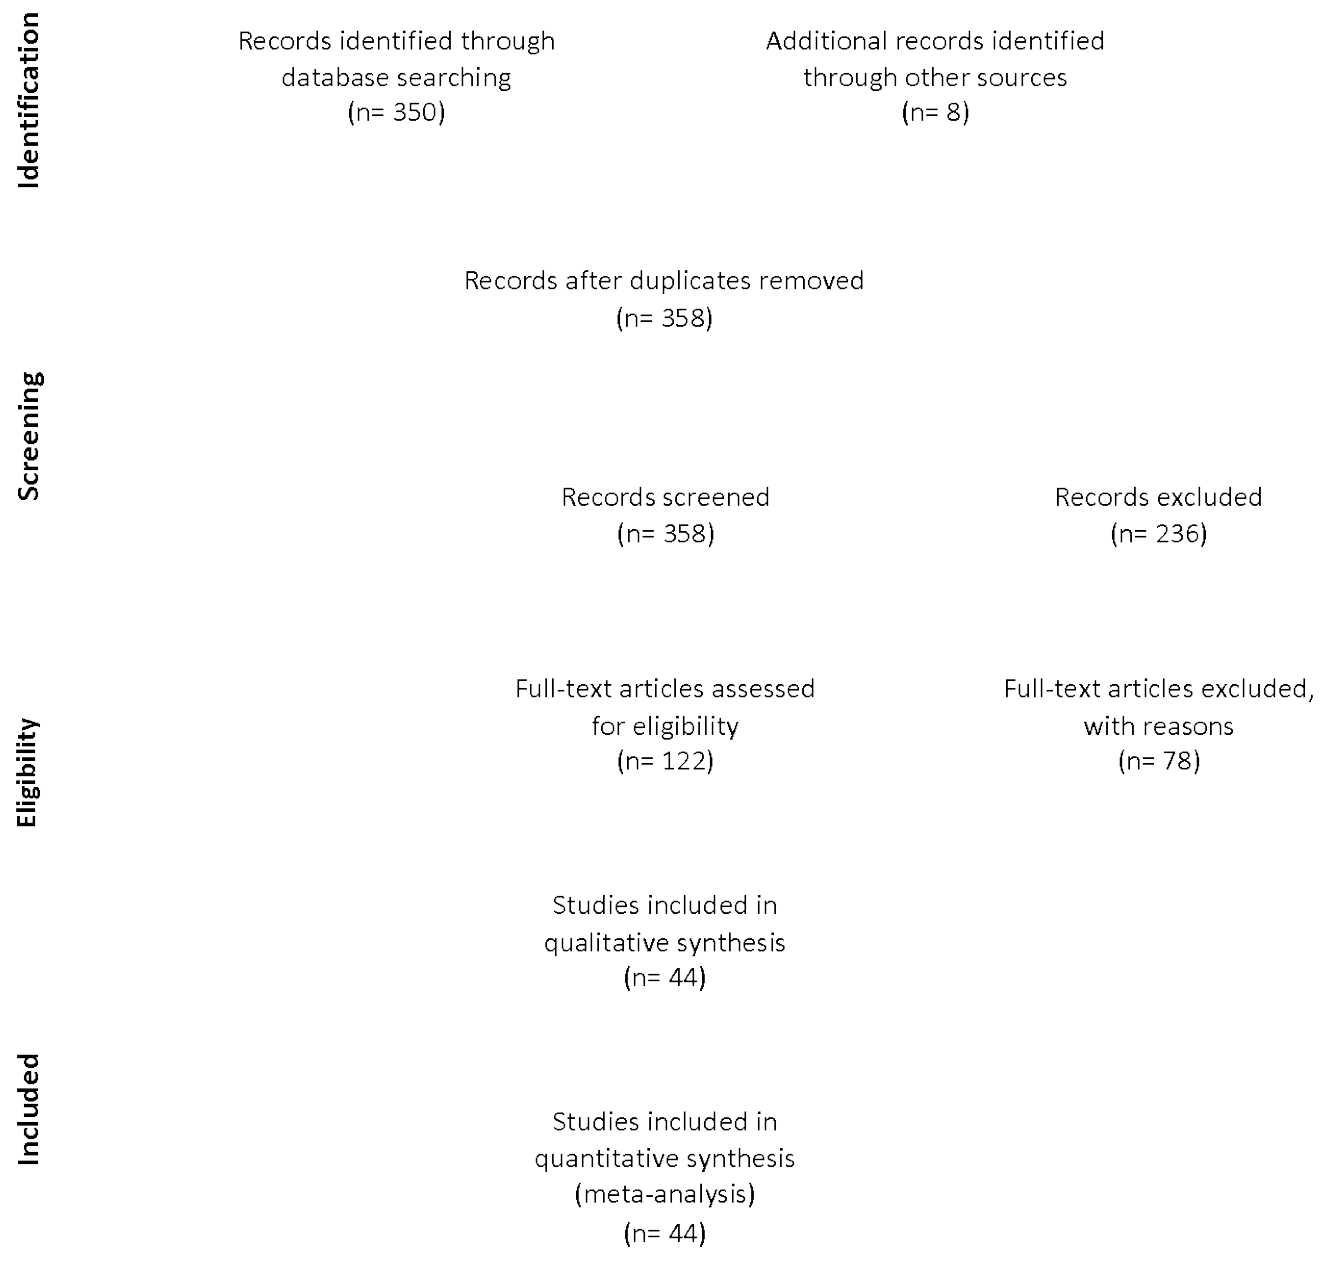 Identification
Records identified through
database searching
(n= 350)
Additional records identified
through other sources
(n= 8)
Records after duplicates removed
(n= 358)
Screening
Records screened
(n= 358)
Records excluded
(n= 236)
Eligibility
Full-text articles assessed
for eligibility
(n= 122)
Full-text articles excluded,
with reasons
(n= 78)
Studies included in
qualitative synthesis
(n= 44)
Included
Studies included in
quantitative synthesis
(meta-analysis)
(n= 44)